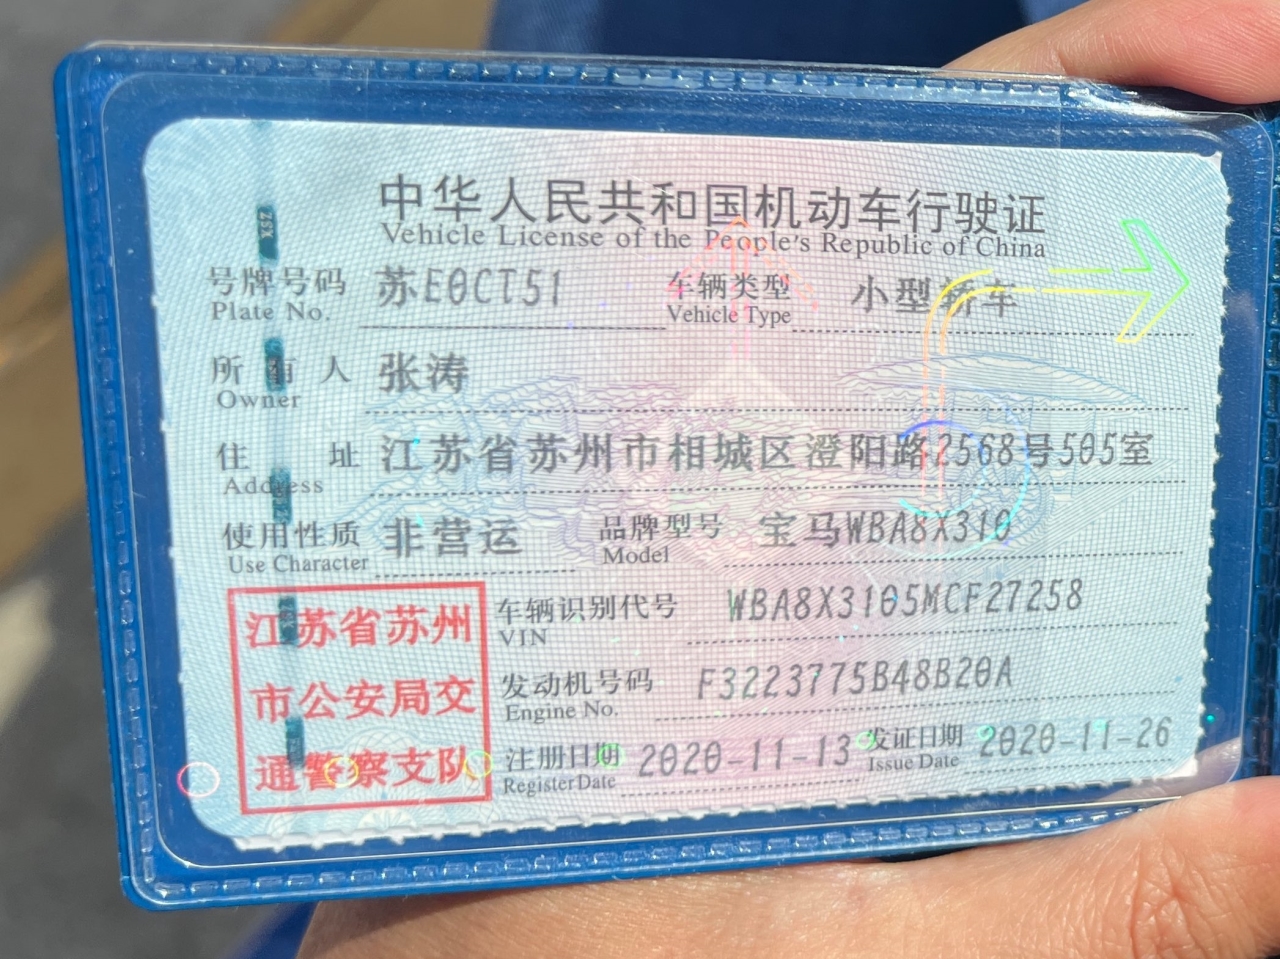 中华人民共和国机动车行驶证
Vehicle License of the People's Republic of China
号牌号码 苏E0CT51 车辆类型 小型轿车
Plate No. Vehicle Type
所有人 张涛
Owner
住址 江苏省苏州市相城区澄阳路2568号505室
Address
使用性质 非营运 品牌型号 宝马WBA8X310
Use Character Model
江苏省苏州
市公安局交
通警察支队
车辆识别代号 WBA8X3105MCF27258
VIN
发动机号码 F3223775B48B20A
Engine No.
注册日期 2020-11-13 发证日期 2020-11-26
Register Date Issue Date